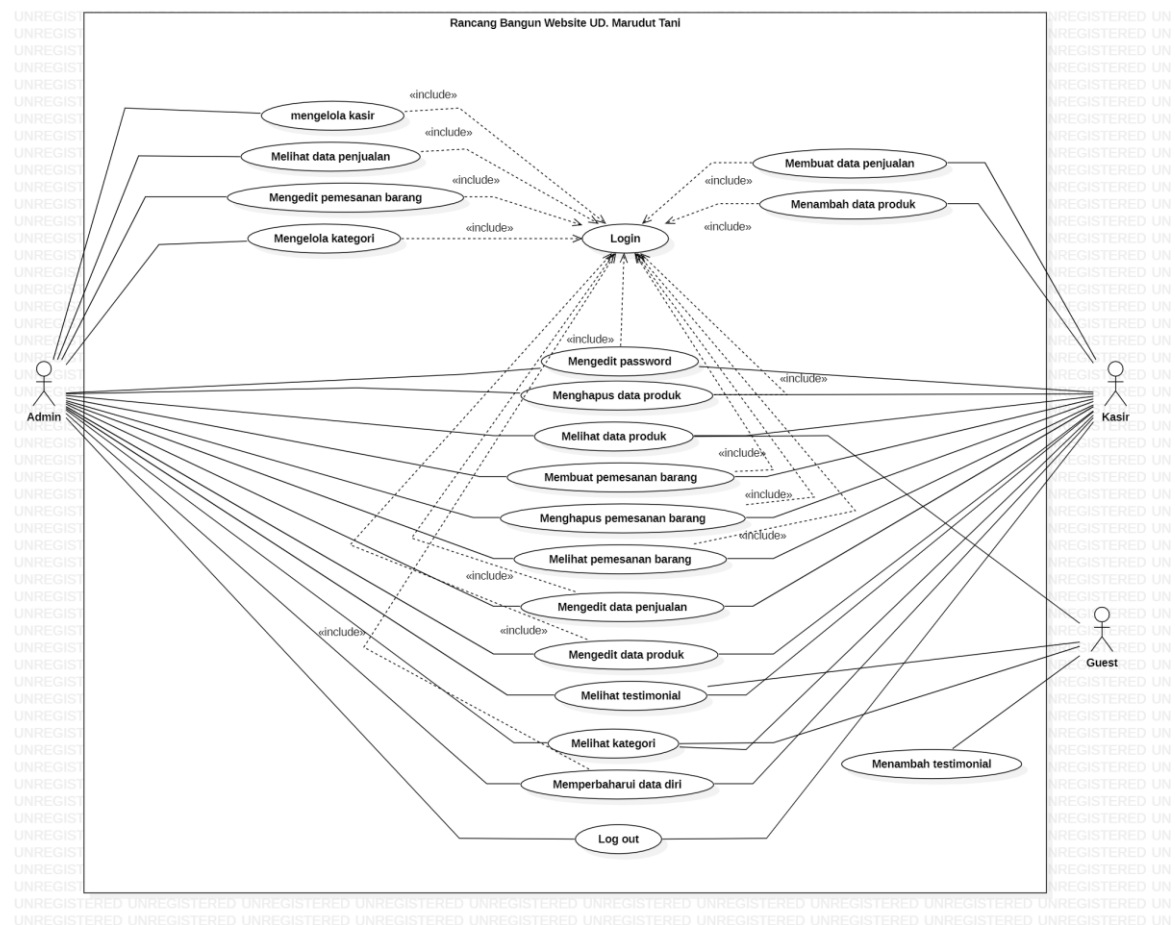 Rancang Bangun Website UD. Marudut Tani
«include»
mengelola kasir
«include»
Melihat data penjualan
Membuat data penjualan
«include»
«include»
Mengedit pemesanan barang
Menambah data produk
«include»
«include»
Mengelola kategori
Login
«include»
Mengedit password
«include»
Menghapus data produk
Admin
Kasir
Melihat data produk
«include»
Membuat pemesanan barang
«include»
Menghapus pemesanan barang
«include»
Melihat pemesanan barang
«include»
Mengedit data penjualan
«include»
«include»
Mengedit data produk
Guest
Melihat testimonial
Melihat kategori
Menambah testimonial
Memperbaharui data diri
Log out
UNREGISTERED UNREGISTERED UNREGISTERED UNREGISTERED UNREGISTERED UNREGISTERED UNREGISTERED UNREGISTERED UNREGISTERED UNREGISTERED UNREGISTERED UNREGISTERED UN